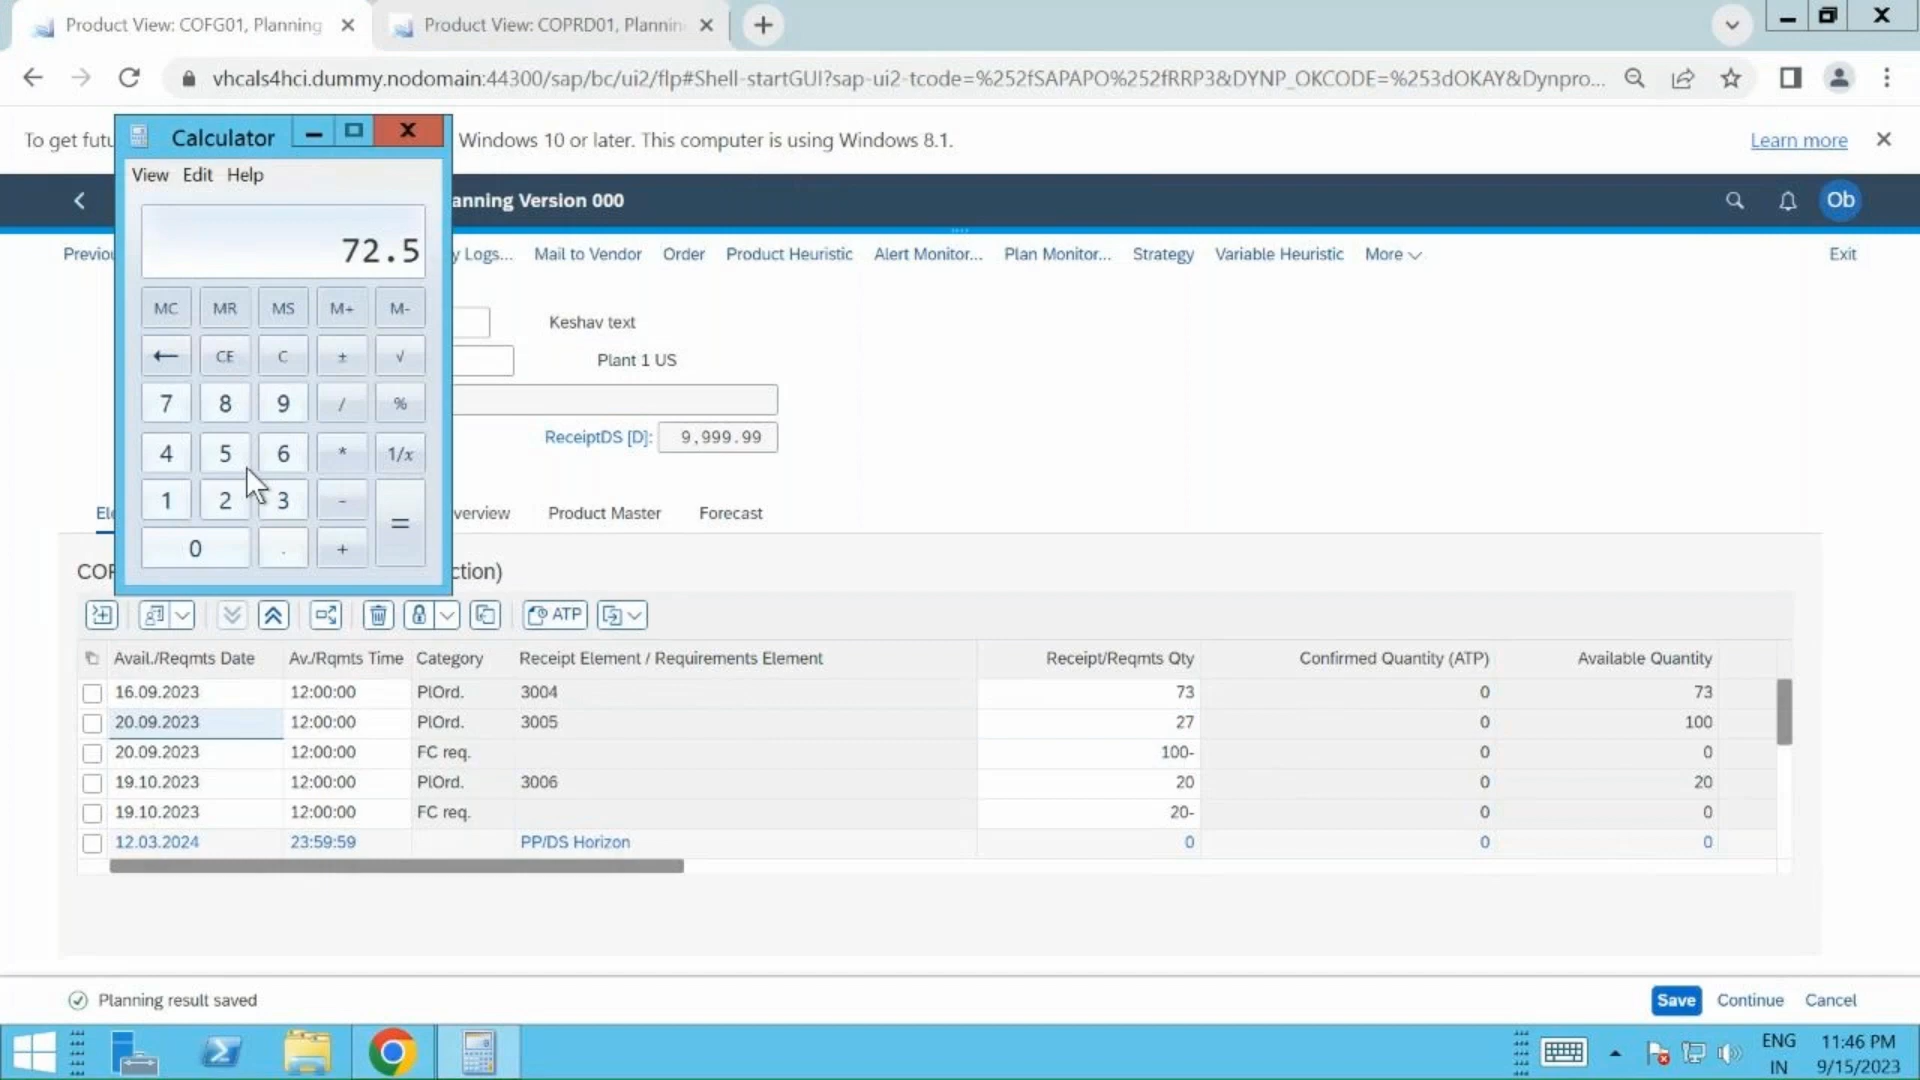 Product View: COFG01, Planning
Product View: COPRD01, Plannin
vhcals4hci.dummy.nodomain:44300/sap/bc/ui2/flp#Shell-startGUI?sap-ui2-tcode=%252fSAPAPO%252fRRP3&DYNP_OKCODE=%253dOKAY&Dynpro...
To get futu
Windows 10 or later. This computer is using Windows 8.1.
Learn more
Calculator
View Edit Help
72.5
MC MR MS M+ M-
← CE C ± √
7 8 9 / %
4 5 6 * 1/x
1 2 3 - =
0 . +
anning Version 000
Ob
Previou
y Logs... Mail to Vendor Order Product Heuristic Alert Monitor... Plan Monitor... Strategy Variable Heuristic More Exit
Keshav text
Plant 1 US
ReceiptDS [D]: 9,999.99
Ele
verview Product Master Forecast
COF
ction)
ATP
Avail./Reqmts Date Av./Rqmts Time Category Receipt Element / Requirements Element Receipt/Reqmts Qty Confirmed Quantity (ATP) Available Quantity
16.09.2023 12:00:00 PlOrd. 3004 73 0 73
20.09.2023 12:00:00 PlOrd. 3005 27 0 100
20.09.2023 12:00:00 FC req. 100- 0 0
19.10.2023 12:00:00 PlOrd. 3006 20 0 20
19.10.2023 12:00:00 FC req. 20- 0 0
12.03.2024 23:59:59 PP/DS Horizon 0 0 0
Planning result saved
Save Continue Cancel
ENG 11:46 PM
IN 9/15/2023